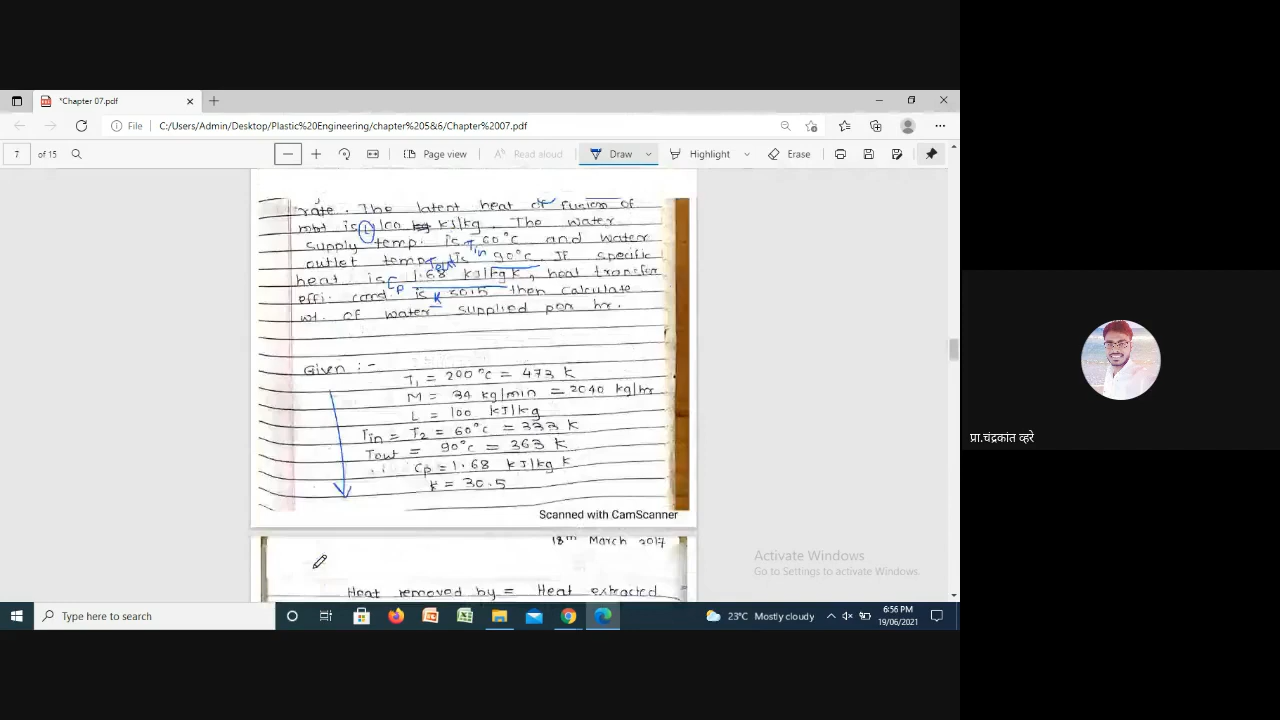 *Chapter 07.pdf
File
C:/Users/Admin/Desktop/Plastic%20Engineering/chapter%205&6/Chapter%2007.pdf
7 of 15
Page view
Read aloud
Draw
Highlight
Erase
rate. The latent heat of fusion of
is L 100 kJ/kg. The water
supply temp. is Tin 60°c and water
outlet temp. is Tout 90°c. If specific
heat is Cp 1.68 kJ/kg k, heat transfer
effi. cond. is K 30.5 then calculate
wt. of water supplied per hr.
Given :-
T1 = 200°c = 473 k
M = 34 kg/min = 2040 kg/hr
L = 100 kJ/kg
Tin = T2 = 60°c = 333 k
Tout = 90°c = 363 k
Cp = 1.68 kJ/kg k
k = 30.5
Scanned with CamScanner
18th March 2017
Heat removed by = Heat extracted
Activate Windows
Go to Settings to activate Windows.
Type here to search
23°C Mostly cloudy
6:56 PM
19/06/2021
प्रा.चंद्रकांत व्हरे